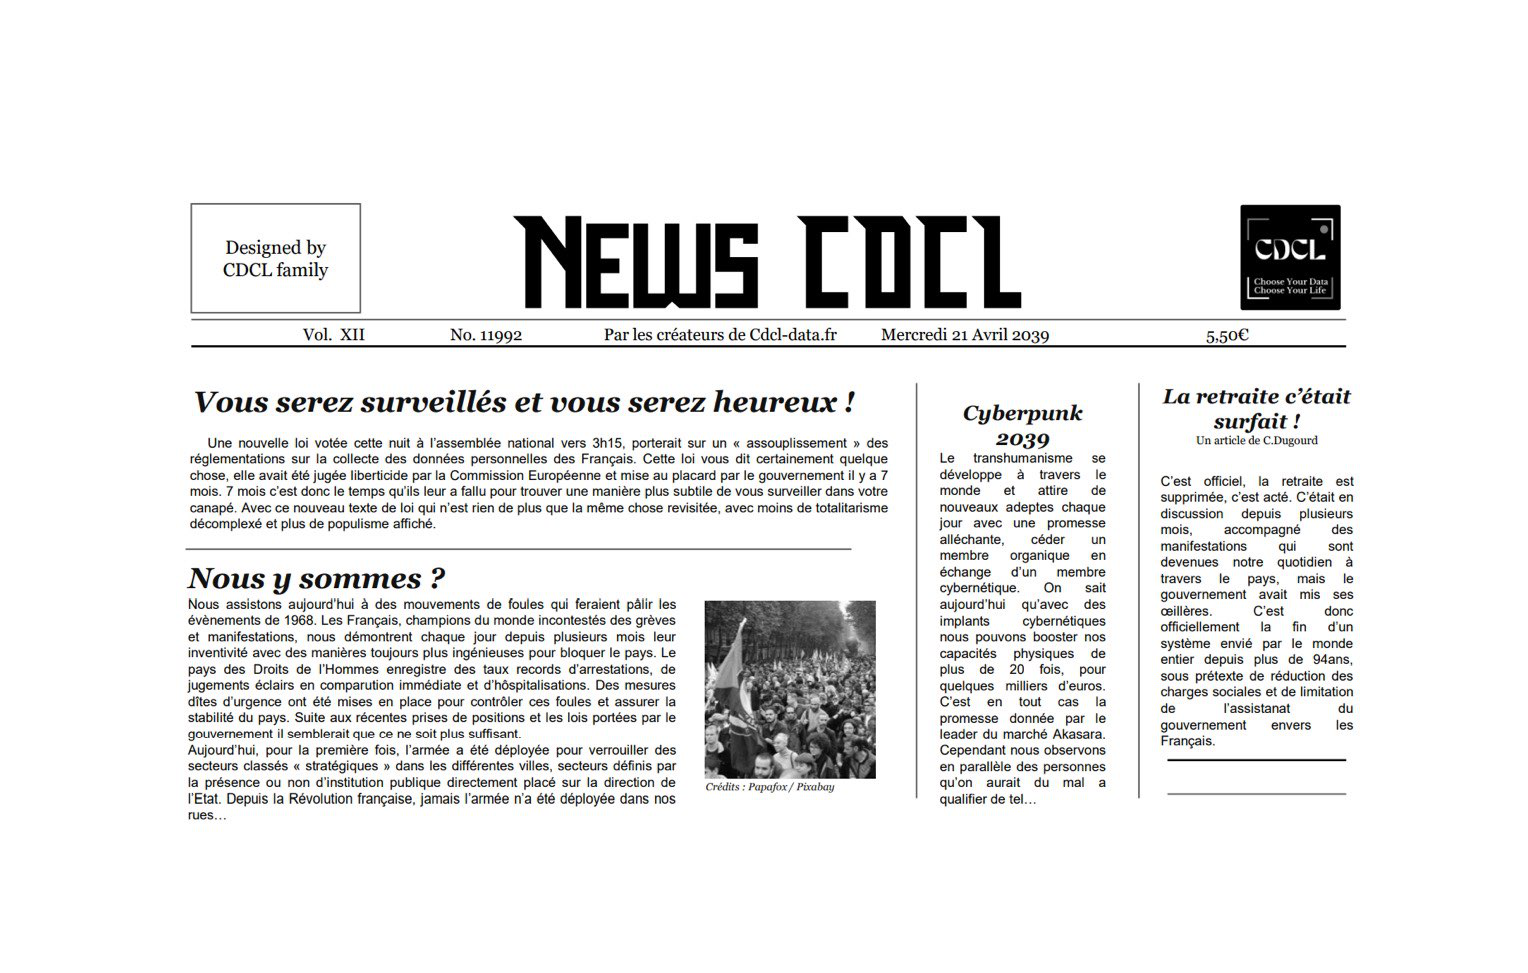 Designed by
CDCL family
NEWS CDCL
CDCL
Choose Your Data
Choose Your Life
Vol. XII No. 11992 Par les créateurs de Cdcl-data.fr Mercredi 21 Avril 2039 5,50€
Vous serez surveillés et vous serez heureux !
Une nouvelle loi votée cette nuit à l’assemblée national vers 3h15, porterait sur un « assouplissement » des
réglementations sur la collecte des données personnelles des Français. Cette loi vous dit certainement quelque
chose, elle avait été jugée liberticide par la Commission Européenne et mise au placard par le gouvernement il y a 7
mois. 7 mois c’est donc le temps qu’ils leur a fallu pour trouver une manière plus subtile de vous surveiller dans votre
canapé. Avec ce nouveau texte de loi qui n’est rien de plus que la même chose revisitée, avec moins de totalitarisme
décomplexé et plus de populisme affiché.
Nous y sommes ?
Nous assistons aujourd’hui à des mouvements de foules qui feraient pâlir les
évènements de 1968. Les Français, champions du monde incontestés des grèves
et manifestations, nous démontrent chaque jour depuis plusieurs mois leur
inventivité avec des manières toujours plus ingénieuses pour bloquer le pays. Le
pays des Droits de l’Hommes enregistre des taux records d’arrestations, de
jugements éclairs en comparution immédiate et d’hôspitalisations. Des mesures
dîtes d’urgence ont été mises en place pour contrôler ces foules et assurer la
stabilité du pays. Suite aux récentes prises de positions et les lois portées par le
gouvernement il semblerait que ce ne soit plus suffisant.
Aujourd’hui, pour la première fois, l’armée a été déployée pour verrouiller des
secteurs classés « stratégiques » dans les différentes villes, secteurs définis par
la présence ou non d’institution publique directement placé sur la direction de
l’Etat. Depuis la Révolution française, jamais l’armée n’a été déployée dans nos
rues…
Crédits : Papafox / Pixabay
Cyberpunk
2039
Le transhumanisme se
développe à travers le
monde et attire de
nouveaux adeptes chaque
jour avec une promesse
alléchante, céder un
membre organique en
échange d’un membre
cybernétique. On sait
aujourd’hui qu’avec des
implants cybernétiques
nous pouvons booster nos
capacités physiques de
plus de 20 fois, pour
quelques milliers d’euros.
C’est en tout cas la
promesse donnée par le
leader du marché Akasara.
Cependant nous observons
en parallèle des personnes
qu’on aurait du mal a
qualifier de tel…
La retraite c’était
surfait !
Un article de C.Dugourd
C’est officiel, la retraite est
supprimée, c’est acté. C’était en
discussion depuis plusieurs
mois, accompagné des
manifestations qui sont
devenues notre quotidien à
travers le pays, mais le
gouvernement avait mis ses
œillères. C’est donc
officiellement la fin d’un
système envié par le monde
entier depuis plus de 94ans,
sous prétexte de réduction des
charges sociales et de limitation
de l’assistanat du
gouvernement envers les
Français.